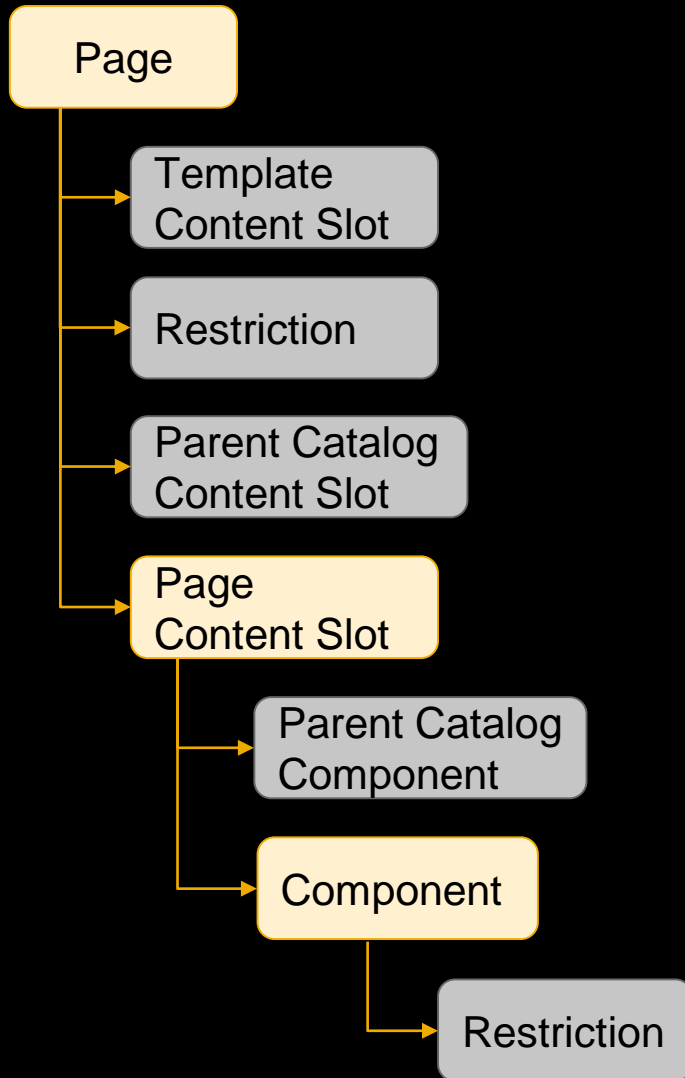 Page
Template
Content Slot
Restriction
Parent Catalog
Content Slot
Page
Content Slot
Parent Catalog
Component
Component
Restriction